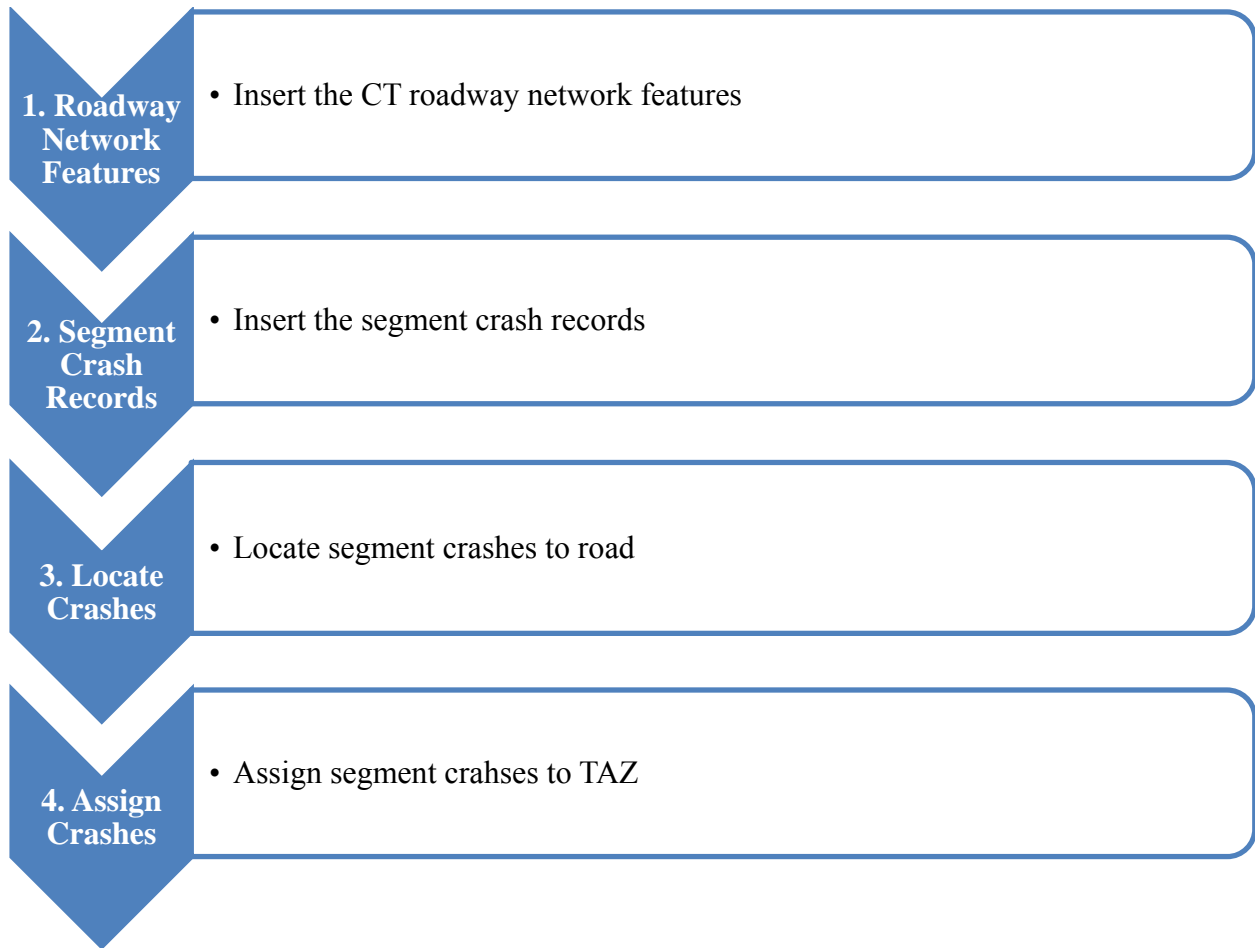 1. Roadway
Network
Features
• Insert the CT roadway network features
2. Segment
Crash
Records
• Insert the segment crash records
3. Locate
Crashes
• Locate segment crashes to road
4. Assign
Crashes
• Assign segment crahses to TAZ